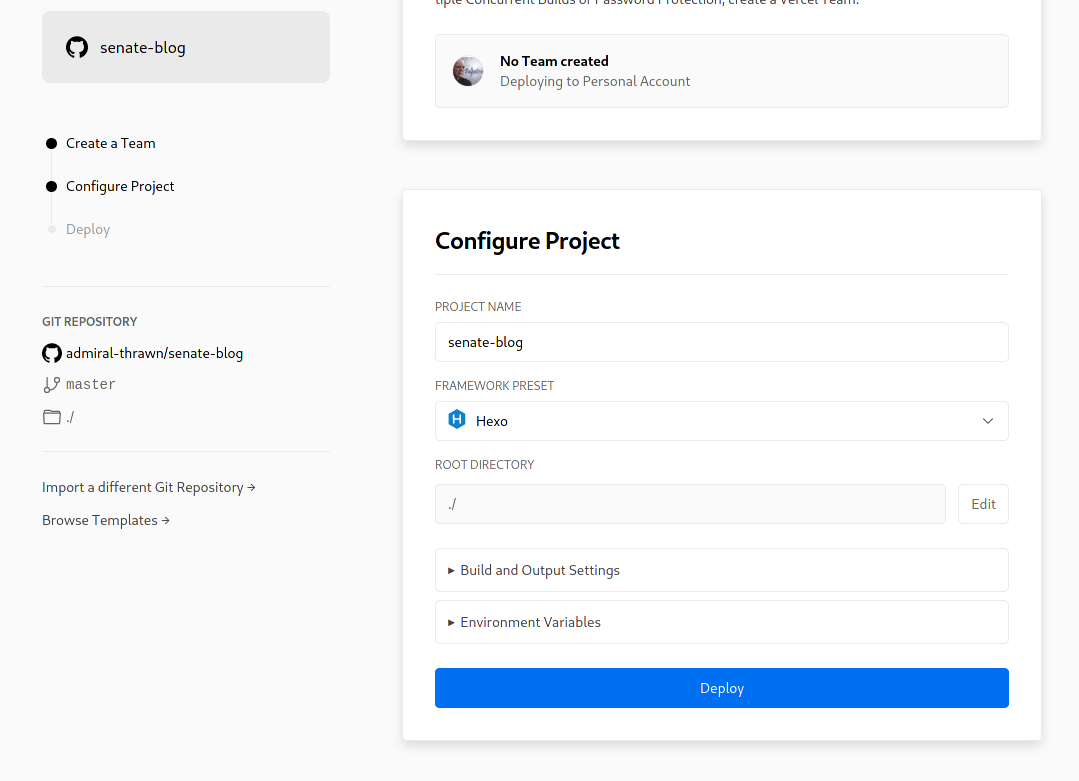 senate-blog
Create a Team
Configure Project
Deploy
GIT REPOSITORY
admiral-thrawn/senate-blog
master
./
Import a different Git Repository →
Browse Templates →
tiple Concurrent Builds or Password Protection, create a Vercel Team.
No Team created
Deploying to Personal Account
Configure Project
PROJECT NAME
senate-blog
FRAMEWORK PRESET
Hexo
ROOT DIRECTORY
./
Edit
▸ Build and Output Settings
▸ Environment Variables
Deploy